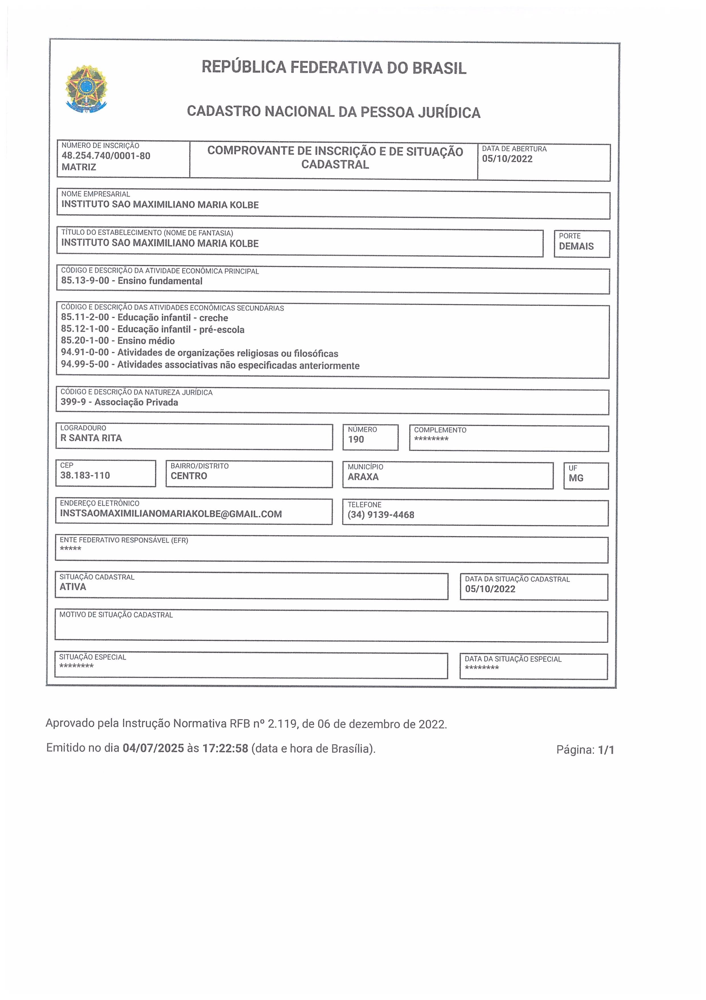 REPÚBLICA FEDERATIVA DO BRASIL
CADASTRO NACIONAL DA PESSOA JURÍDICA
NÚMERO DE INSCRIÇÃO
48.254.740/0001-80
MATRIZ
COMPROVANTE DE INSCRIÇÃO E DE SITUAÇÃO
CADASTRAL
DATA DE ABERTURA
05/10/2022
NOME EMPRESARIAL
INSTITUTO SAO MAXIMILIANO MARIA KOLBE
TÍTULO DO ESTABELECIMENTO (NOME DE FANTASIA)
INSTITUTO SAO MAXIMILIANO MARIA KOLBE
PORTE
DEMAIS
CÓDIGO E DESCRIÇÃO DA ATIVIDADE ECONÔMICA PRINCIPAL
85.13-9-00 - Ensino fundamental
CÓDIGO E DESCRIÇÃO DAS ATIVIDADES ECONÔMICAS SECUNDÁRIAS
85.11-2-00 - Educação infantil - creche
85.12-1-00 - Educação infantil - pré-escola
85.20-1-00 - Ensino médio
94.91-0-00 - Atividades de organizações religiosas ou filosóficas
94.99-5-00 - Atividades associativas não especificadas anteriormente
CÓDIGO E DESCRIÇÃO DA NATUREZA JURÍDICA
399-9 - Associação Privada
LOGRADOURO
R SANTA RITA
NÚMERO
190
COMPLEMENTO
********
CEP
38.183-110
BAIRRO/DISTRITO
CENTRO
MUNICÍPIO
ARAXA
UF
MG
ENDEREÇO ELETRÔNICO
INSTSAOMAXIMILIANOMARIAKOLBE@GMAIL.COM
TELEFONE
(34) 9139-4468
ENTE FEDERATIVO RESPONSÁVEL (EFR)
*****
SITUAÇÃO CADASTRAL
ATIVA
DATA DA SITUAÇÃO CADASTRAL
05/10/2022
MOTIVO DE SITUAÇÃO CADASTRAL
SITUAÇÃO ESPECIAL
********
DATA DA SITUAÇÃO ESPECIAL
********
Aprovado pela Instrução Normativa RFB nº 2.119, de 06 de dezembro de 2022.
Emitido no dia 04/07/2025 às 17:22:58 (data e hora de Brasília).
Página: 1/1